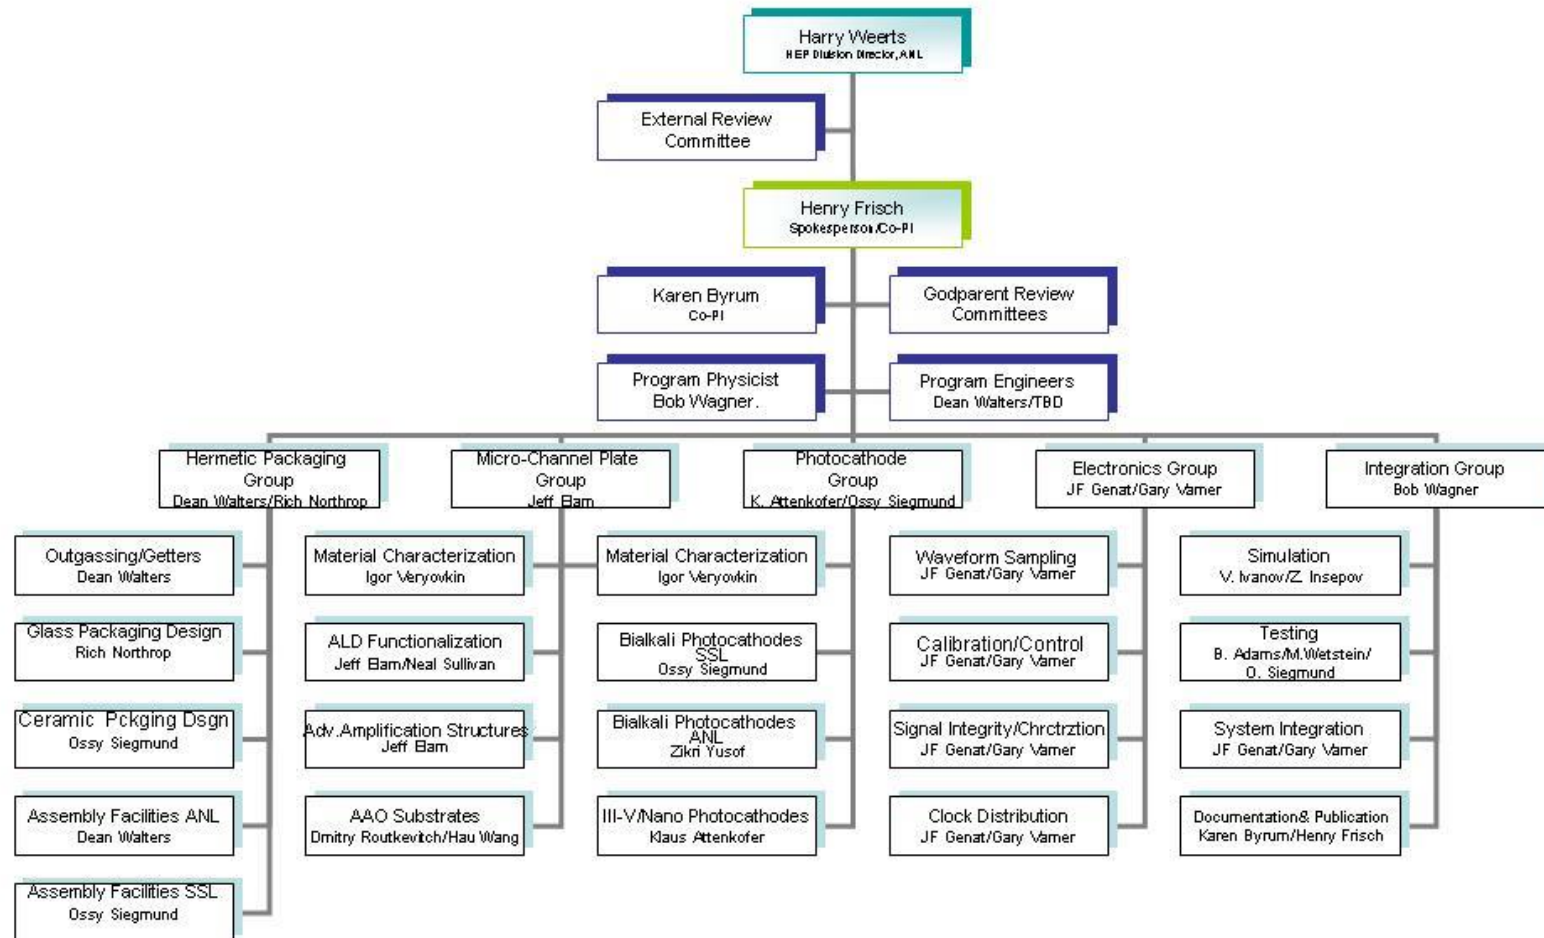 Harry Weerts
HEP Division Director, ANL
External Review
Committee
Henry Frisch
Spokesperson/Co-PI
Karen Byrum
Co-PI
Godparent Review
Committees
Program Physicist
Bob Wagner.
Program Engineers
Dean Walters/TBD
Hermetic Packaging
Group
Dean Walters/Rich Northrop
Micro-Channel Plate
Group
Jeff Elam
Photocathode
Group
K. Attenkofer/Ossy Siegmund
Electronics Group
JF Genat/Gary Varner
Integration Group
Bob Wagner
Outgassing/Getters
Dean Walters
Glass Packaging Design
Rich Northrop
Ceramic Pckging Dsgn
Ossy Siegmund
Assembly Facilities ANL
Dean Walters
Assembly Facilities SSL
Ossy Siegmund
Material Characterization
Igor Veryovkin
ALD Functionalization
Jeff Elam/Neal Sullivan
Adv.Amplification Structures
Jeff Elam
AAO Substrates
Dmitry Routkevitch/Hau Wang
Material Characterization
Igor Veryovkin
Bialkali Photocathodes
SSL
Ossy Siegmund
Bialkali Photocathodes
ANL
Zikri Yusof
III-V/Nano Photocathodes
Klaus Attenkofer
Waveform Sampling
JF Genat/Gary Varner
Calibration/Control
JF Genat/Gary Varner
Signal Integrity/Chrctrztion
JF Genat/Gary Varner
Clock Distribution
JF Genat/Gary Varner
Simulation
V. Ivanov/Z. Insepov
Testing
B. Adams/M.Wetstein/
O. Siegmund
System Integration
JF Genat/Gary Varner
Documentation& Publication
Karen Byrum/Henry Frisch